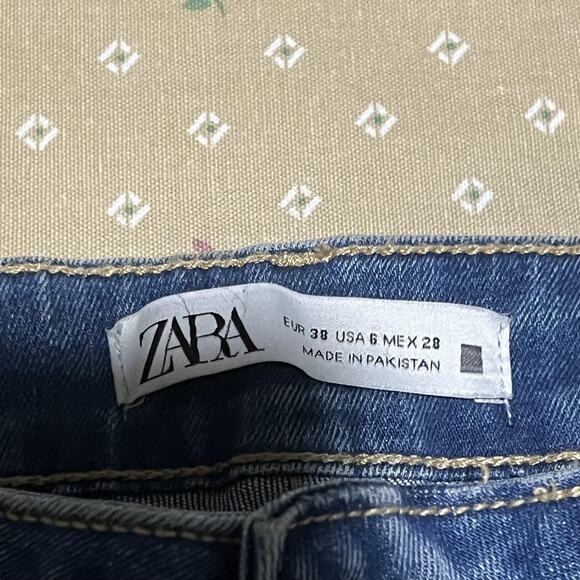 ZARA
EUR 38 USA 6 MEX 28
MADE IN PAKISTAN